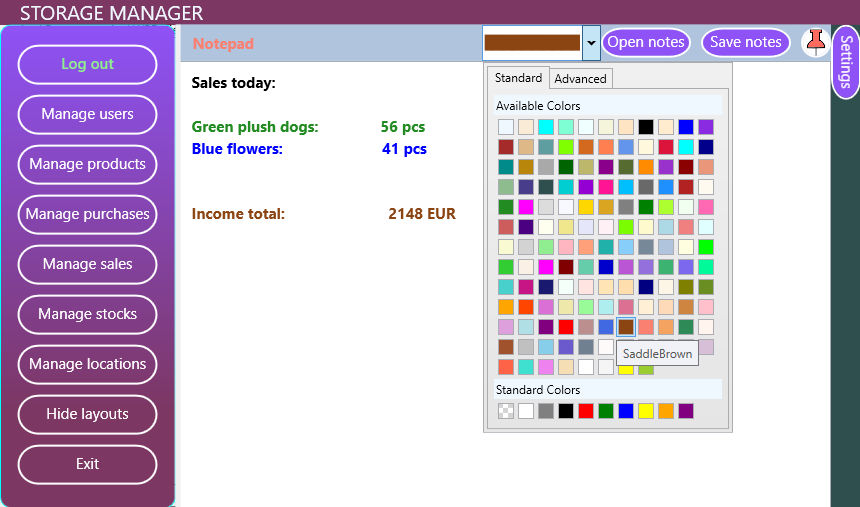 STORAGE MANAGER
Log out
Manage users
Manage products
Manage purchases
Manage sales
Manage stocks
Manage locations
Hide layouts
Exit
Notepad
Open notes
Save notes
Settings
Sales today:
Green plush dogs: 56 pcs
Blue flowers: 41 pcs
Income total: 2148 EUR
Standard
Advanced
Available Colors
SaddleBrown
Standard Colors